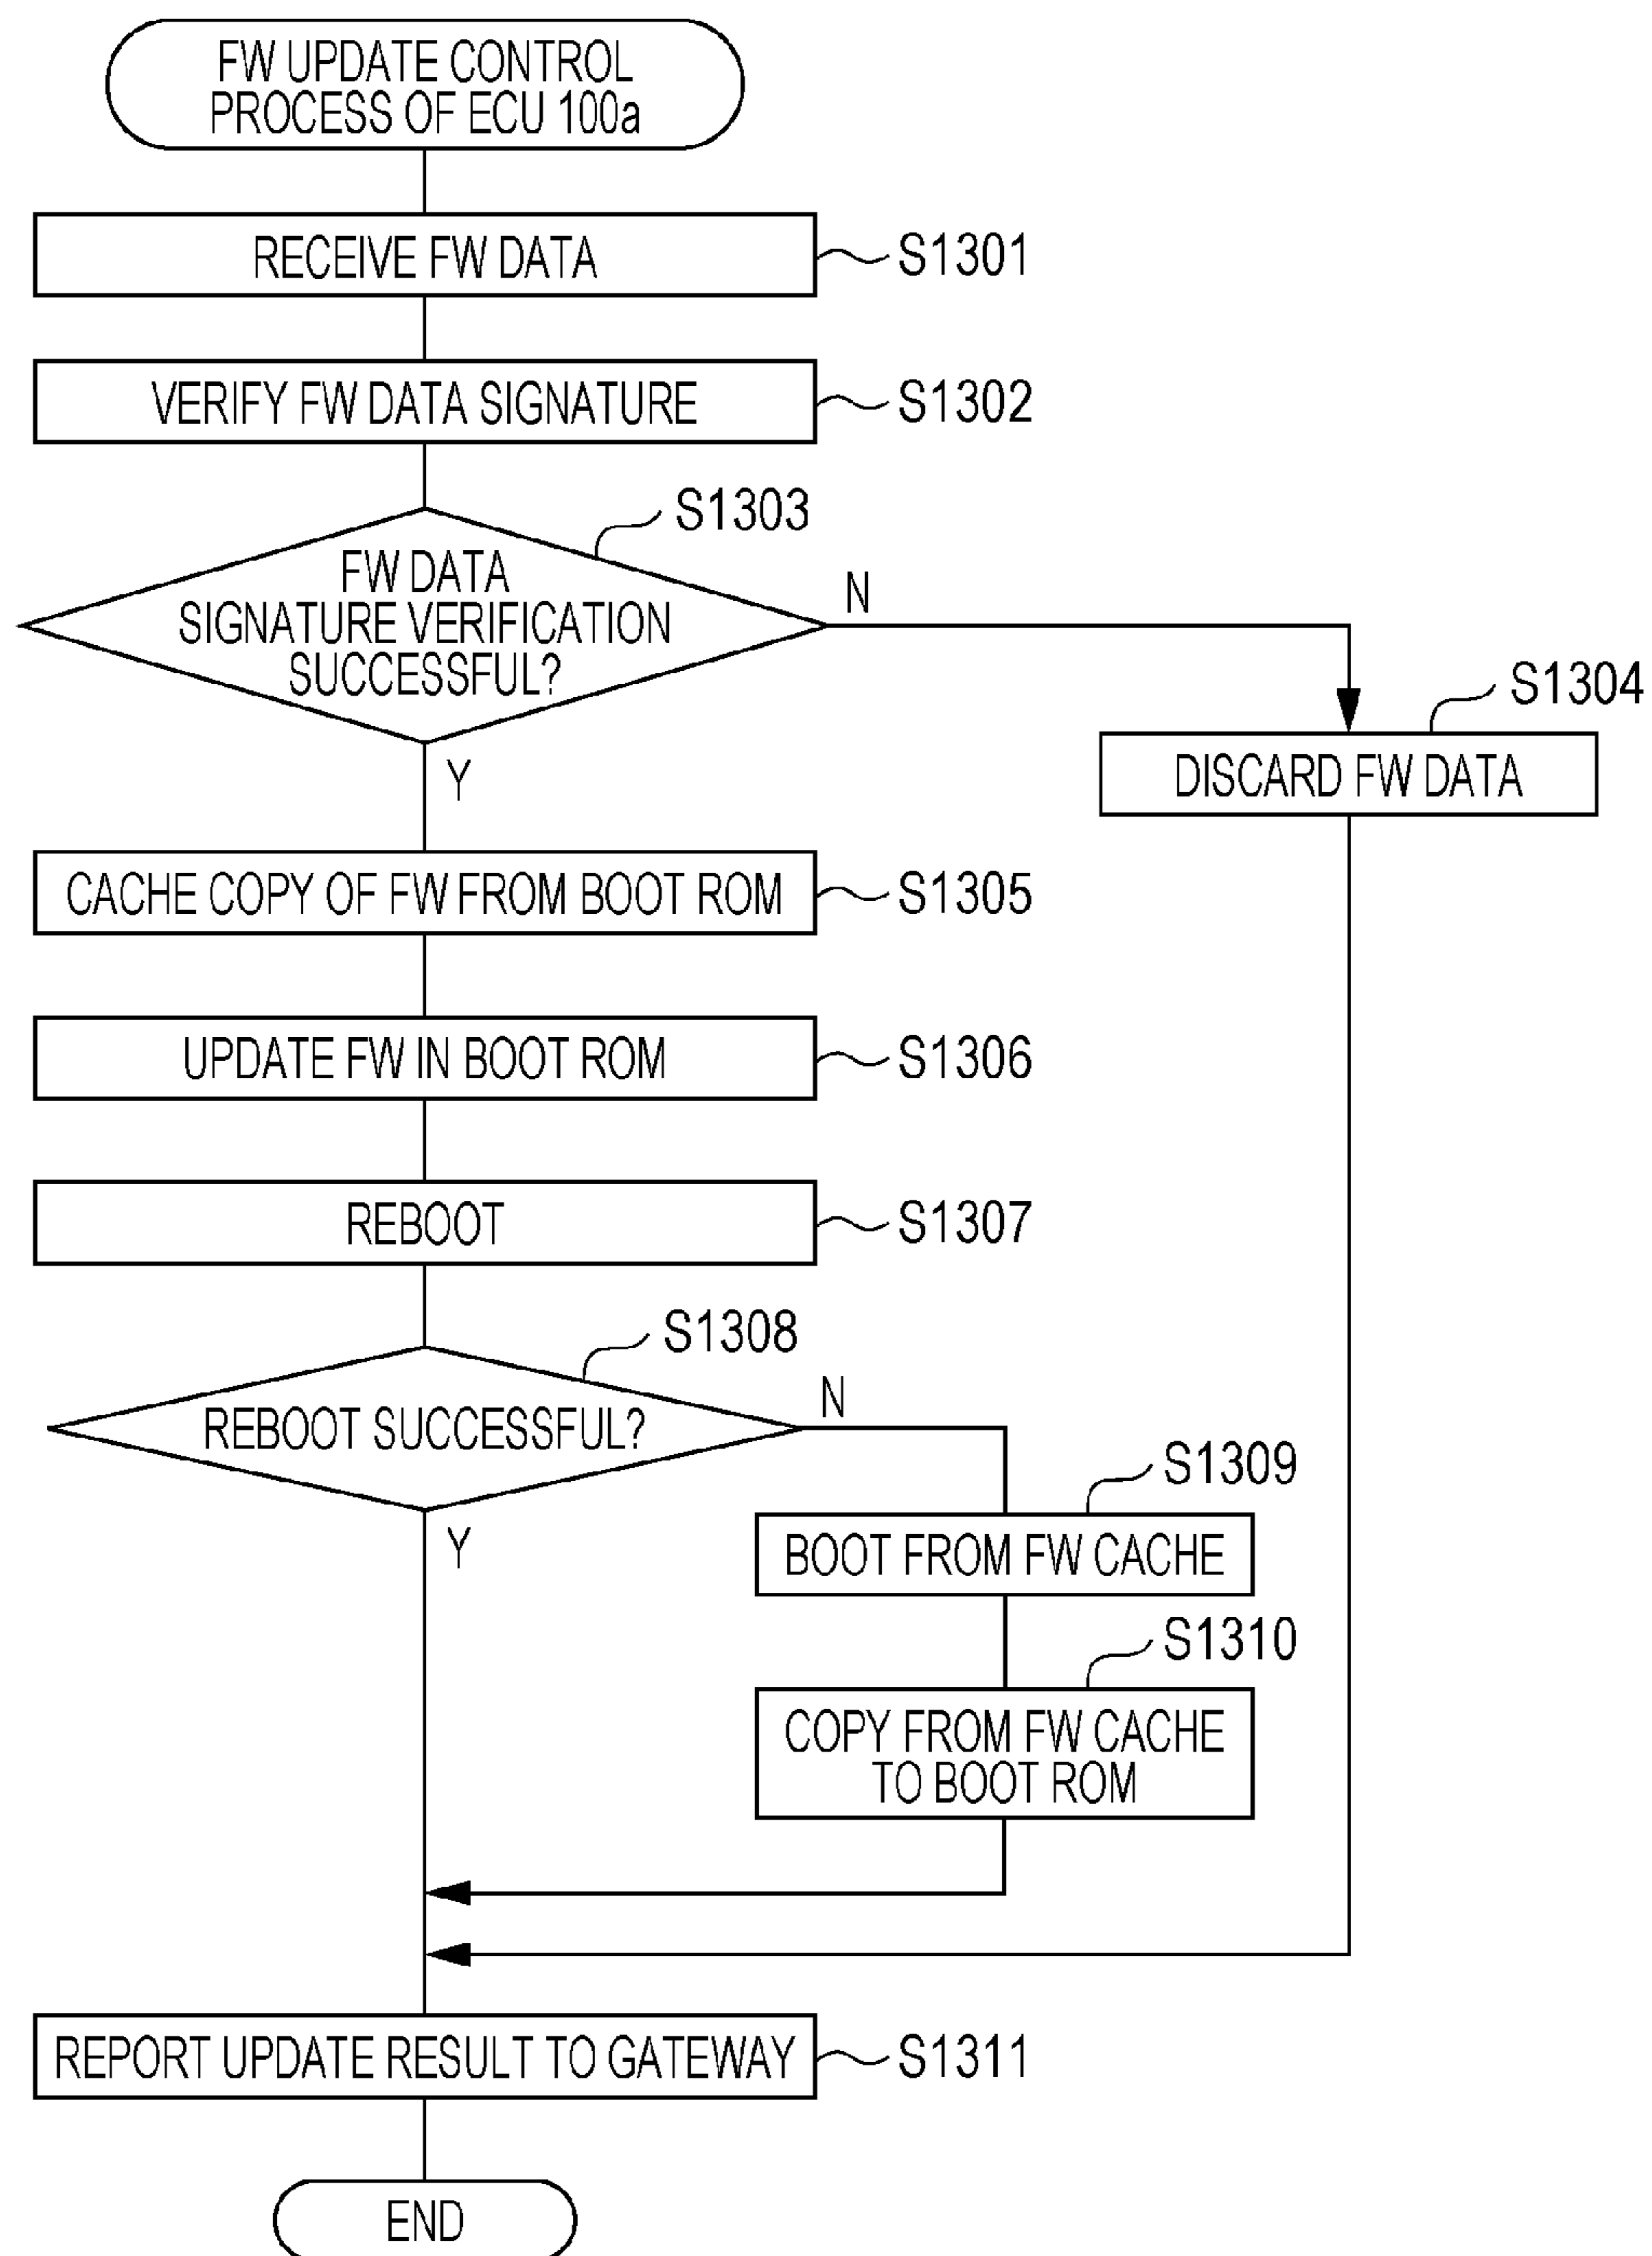 FW UPDATE CONTROL
PROCESS OF ECU 100a
RECEIVE FW DATA
S1301
VERIFY FW DATA SIGNATURE
S1302
S1303
FW DATA
SIGNATURE VERIFICATION
SUCCESSFUL?
N
S1304
DISCARD FW DATA
Y
CACHE COPY OF FW FROM BOOT ROM
S1305
UPDATE FW IN BOOT ROM
S1306
REBOOT
S1307
S1308
REBOOT SUCCESSFUL?
N
S1309
BOOT FROM FW CACHE
Y
S1310
COPY FROM FW CACHE
TO BOOT ROM
REPORT UPDATE RESULT TO GATEWAY
S1311
END